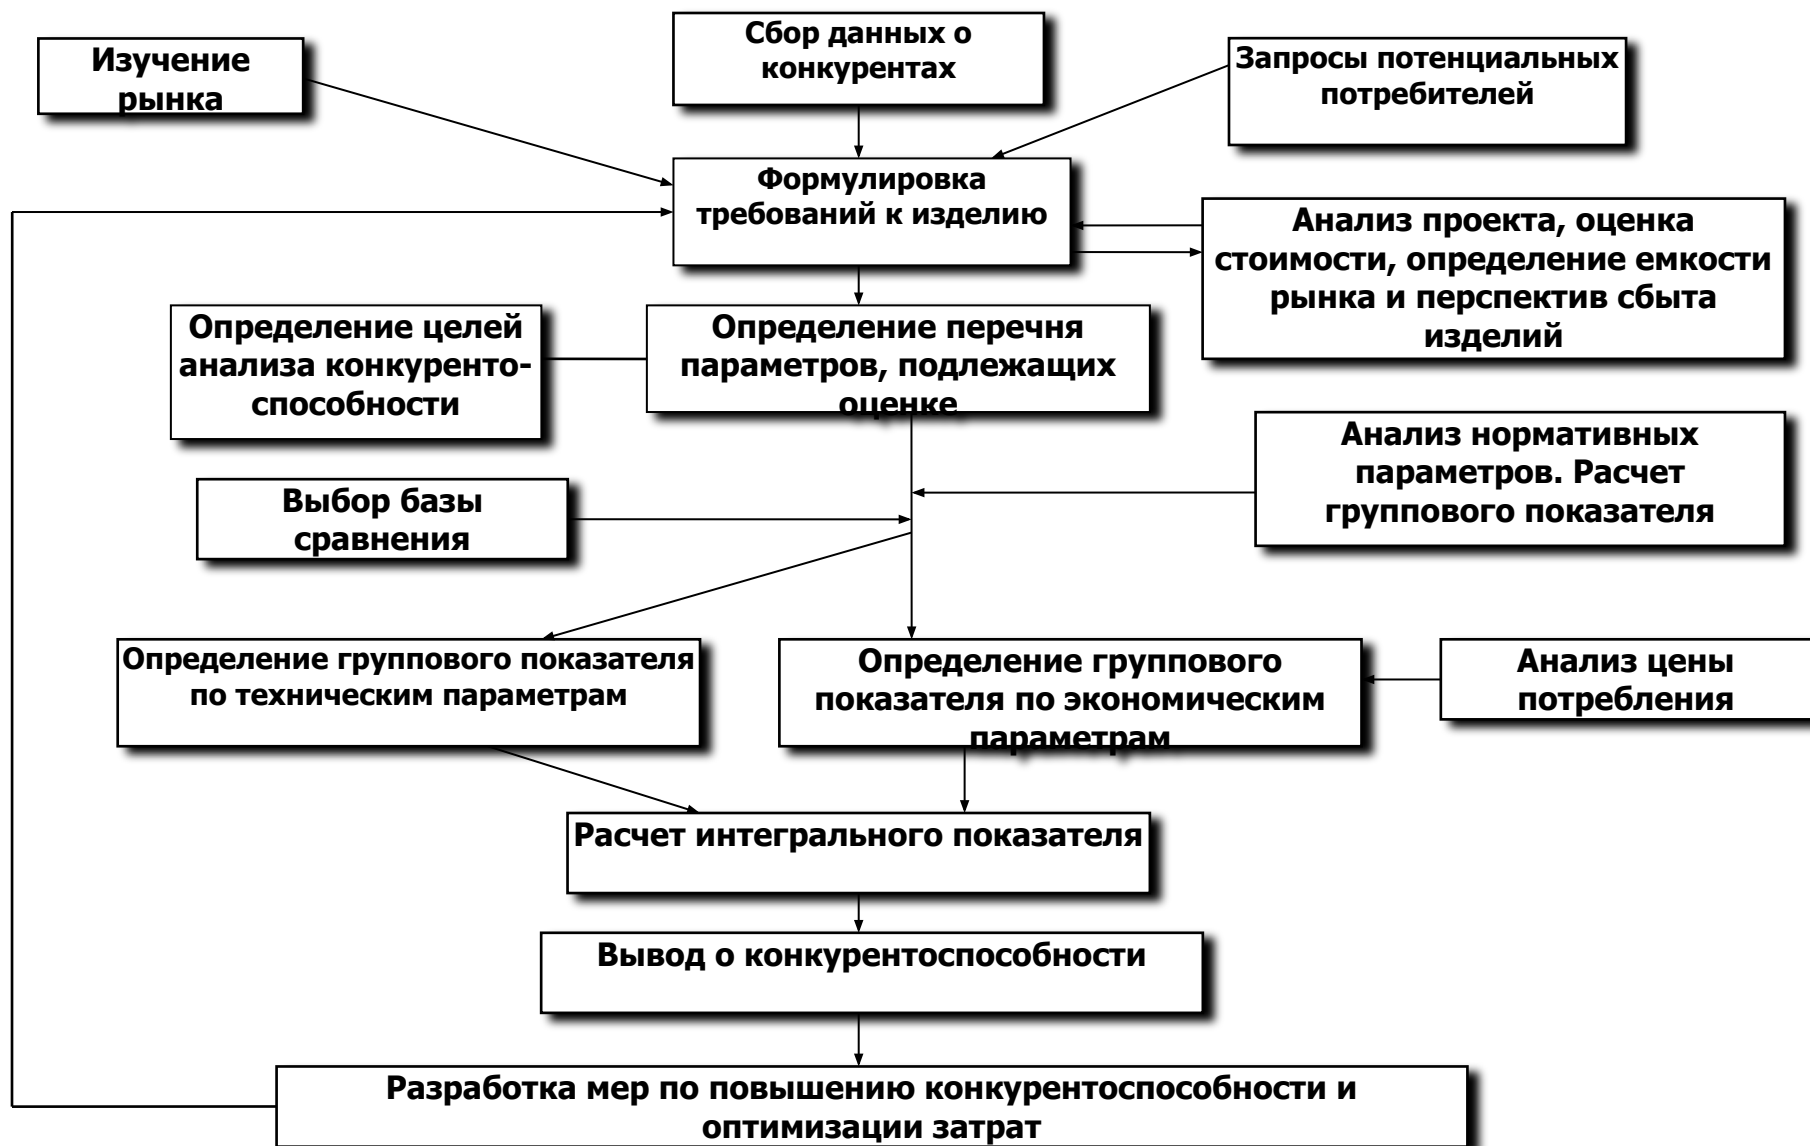 Сбор данных о
конкурентах
Изучение
рынка
Запросы потенциальных
потребителей
Формулировка
требований к изделию
Анализ проекта, оценка
стоимости, определение емкости
рынка и перспектив сбыта
изделий
Определение целей
анализа конкуренто-
способности
Определение перечня
параметров, подлежащих
оценке
Анализ нормативных
параметров. Расчет
группового показателя
Выбор базы
сравнения
Определение группового показателя
по техническим параметрам
Определение группового
показателя по экономическим
параметрам
Анализ цены
потребления
Расчет интегрального показателя
Вывод о конкурентоспособности
Разработка мер по повышению конкурентоспособности и
оптимизации затрат